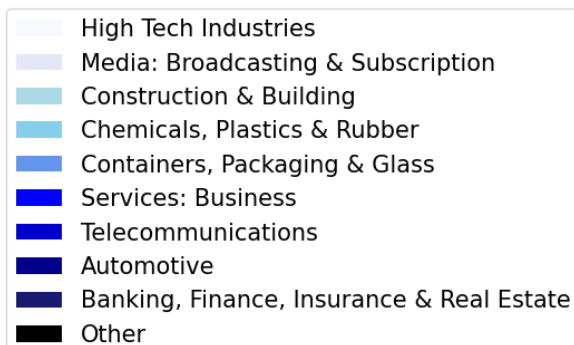 High Tech Industries
Media: Broadcasting & Subscription
Construction & Building
Chemicals, Plastics & Rubber
Containers, Packaging & Glass
Services: Business
Telecommunications
Automotive
Banking, Finance, Insurance & Real Estate
Other